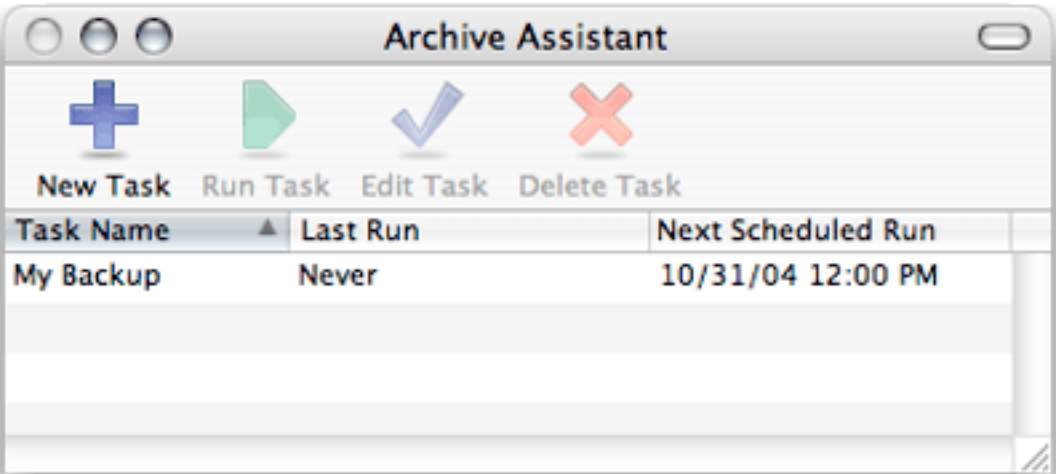 Archive Assistant
New Task Run Task Edit Task Delete Task
Task Name Last Run Next Scheduled Run
My Backup Never 10/31/04 12:00 PM